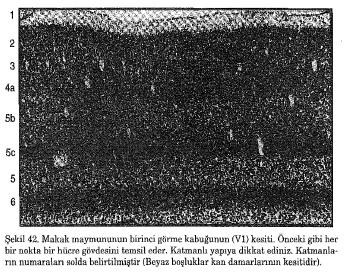 1
2
3
4a
5b
5c
5
6
Şekil 42. Makak maymununun birinci görme kabuğunun (V1) kesiti. Önceki gibi her
bir nokta bir hücre gövdesini temsil eder. Katmanlı yapıya dikkat ediniz. Katmanla-
rın numaraları solda belirtilmiştir (Beyaz boşluklar kan damarlarının kesitidir).